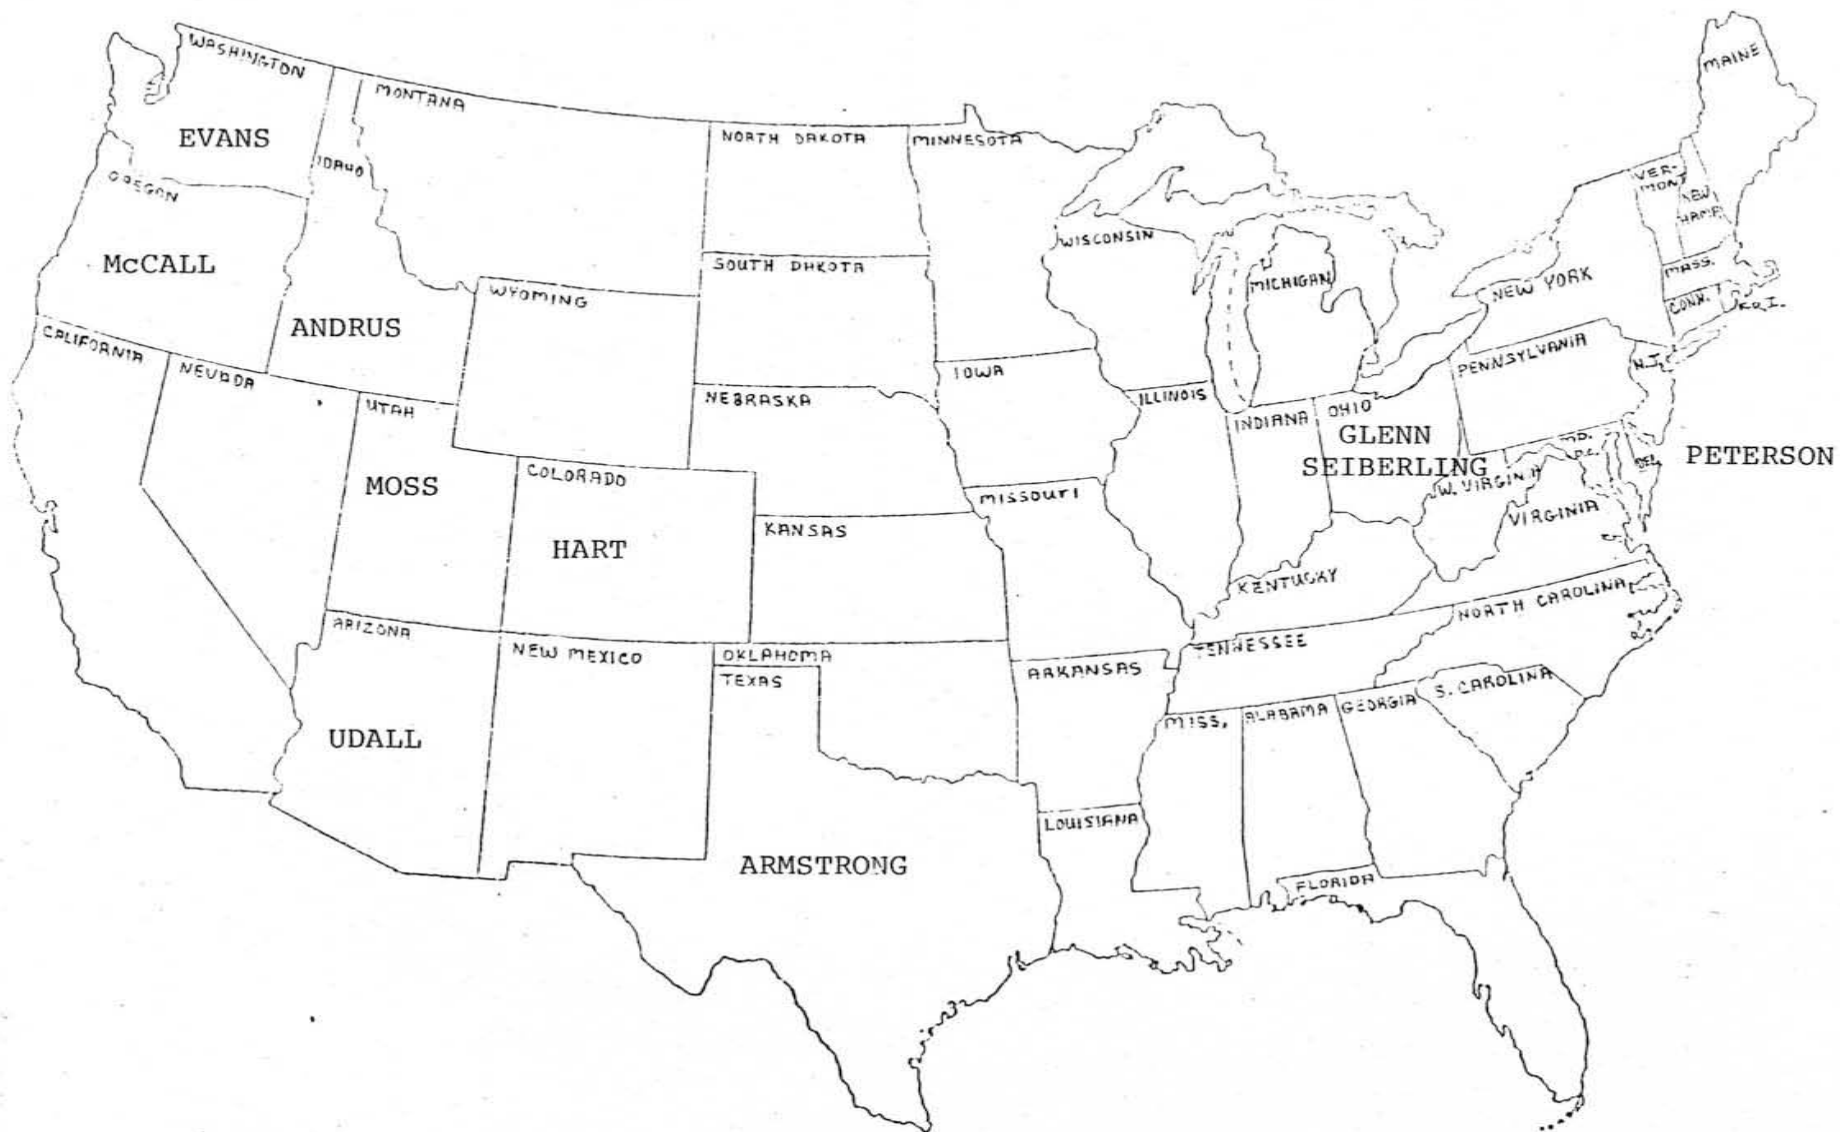 WASHINGTON
EVANS
OREGON
McCALL
IDAHO
ANDRUS
MONTANA
NORTH DAKOTA
MINNESOTA
SOUTH DAKOTA
WYOMING
WISCONSIN
MICHIGAN
MAINE
VER-
MONT
NEW
HAMP.
MASS.
CONN.
R.I.
NEW YORK
PENNSYLVANIA
N.J.
CALIFORNIA
NEVADA
UTAH
MOSS
COLORADO
HART
NEBRASKA
KANSAS
IOWA
MISSOURI
ILLINOIS
INDIANA
OHIO
GLENN
SEIBERLING
MD.
D.C.
DEL.
PETERSON
W. VIRGINIA
VIRGINIA
KENTUCKY
NORTH CAROLINA
TENNESSEE
S. CAROLINA
ARIZONA
UDALL
NEW MEXICO
OKLAHOMA
TEXAS
ARMSTRONG
ARKANSAS
LOUISIANA
MISS.
ALABAMA
GEORGIA
FLORIDA